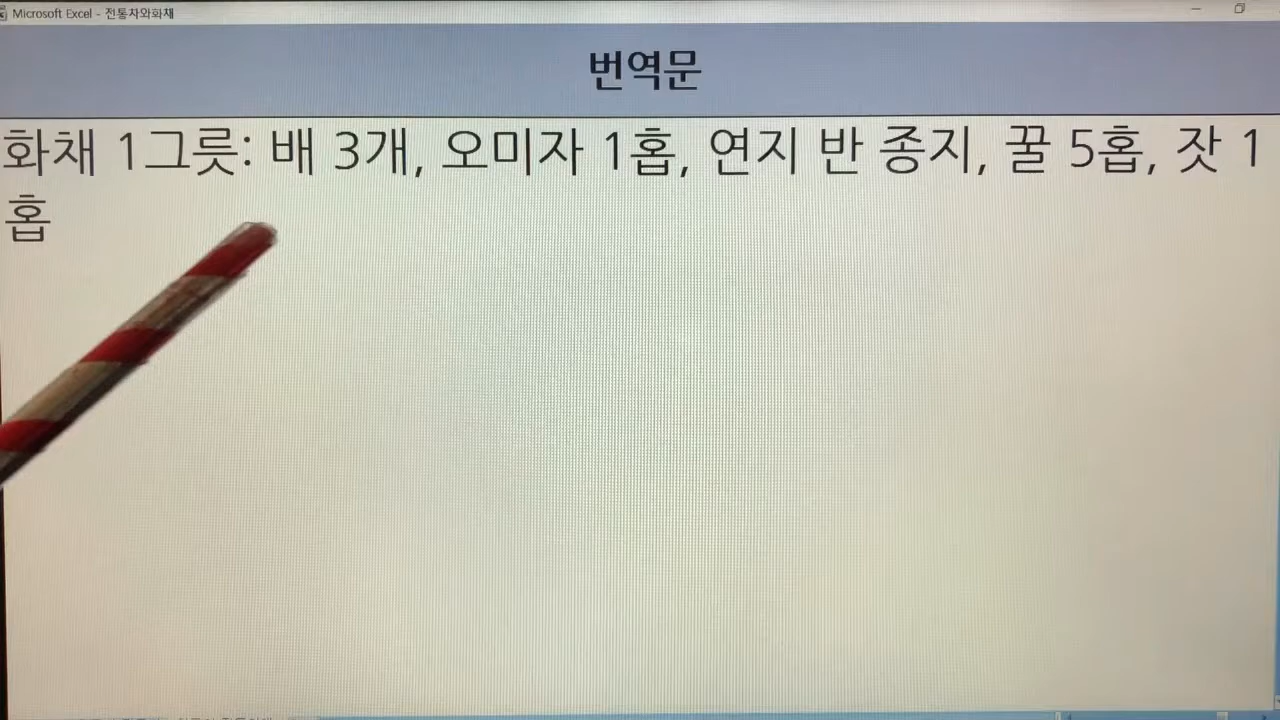 Microsoft Excel - 전통차와화채
번역문
화채 1그릇: 배 3개, 오미자 1홉, 연지 반 종지, 꿀 5홉, 잣 1
홉